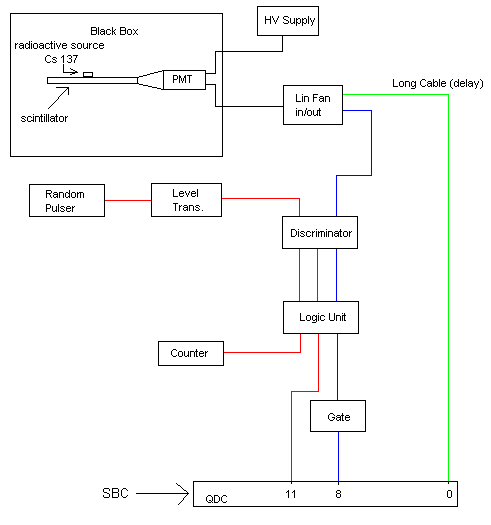 HV Supply
Black Box
radioactive source
Cs 137
PMT
scintillator
Lin Fan
in/out
Long Cable (delay)
Random
Pulser
Level
Trans.
Discriminator
Logic Unit
Counter
Gate
SBC
QDC
11
8
0